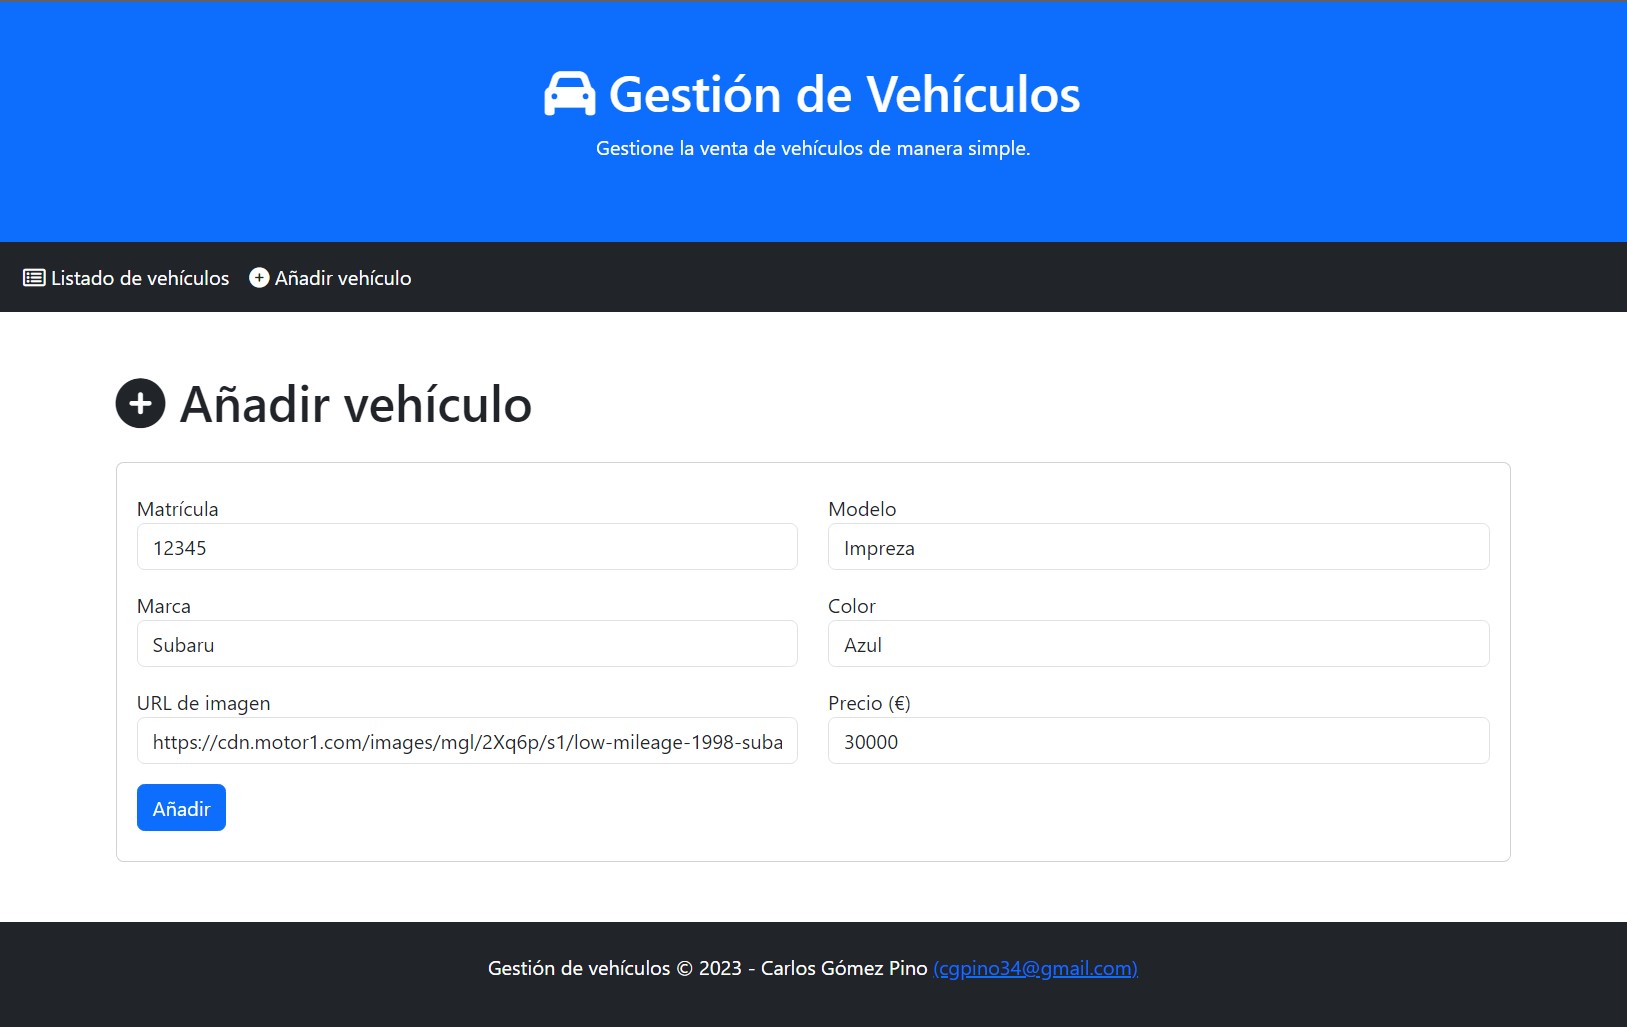 Gestión de Vehículos
Gestione la venta de vehículos de manera simple.
Listado de vehículos Añadir vehículo
Añadir vehículo
Matrícula
12345
Modelo
Impreza
Marca
Subaru
Color
Azul
URL de imagen
https://cdn.motor1.com/images/mgl/2Xq6p/s1/low-mileage-1998-suba
Precio (€)
30000
Añadir
Gestión de vehículos © 2023 - Carlos Gómez Pino (cgpino34@gmail.com)